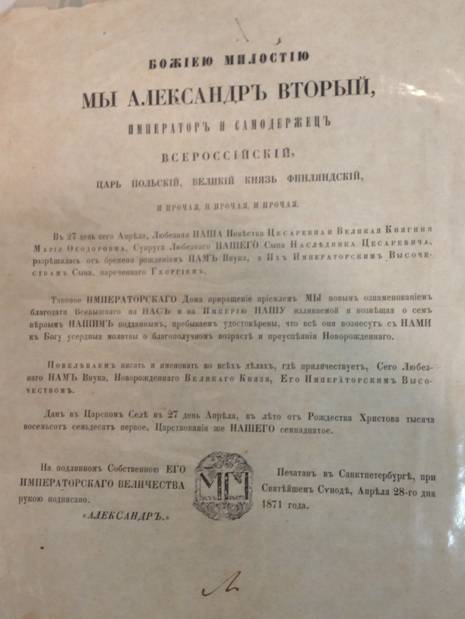 БОЖІЕЮ МИЛОСТІЮ
МЫ АЛЕКСАНДРЪ ВТОРЫЙ,
ИМПЕРАТОРЪ И САМОДЕРЖЕЦЪ
ВСЕРОССІЙСКІЙ,
ЦАРЬ ПОЛЬСКІЙ, ВЕЛИКІЙ КНЯЗЬ ФИНЛЯНДСКІЙ,
И ПРОЧАЯ, И ПРОЧАЯ, И ПРОЧАЯ.
Въ 27 день сего Апрѣля, Любезная НАША Невѣстка Цесаревна и Великая Княгиня
Марія Ѳеодоровна, Супруга Любезнаго НАШЕГО Сына Наслѣдника Цесаревича,
разрѣшилась отъ бремени рожденіемъ НАМЪ Внука, а Ихъ Императорскимъ Высоче-
ствамъ Сына, нареченнаго Георгіемъ.
Таковое ИМПЕРАТОРСКАГО Дома приращеніе пріемлемъ МЫ новымъ ознаменованіемъ
благодати Всевышняго на НАСЪ и на Имперію НАШУ изливаемой и возвѣщая о семъ
вѣрнымъ НАШИМЪ подданнымъ, пребываемъ удостовѣрены, что всѣ они вознесутъ съ НАМИ
къ Богу усердныя молитвы о благополучномъ возрастѣ и преуспѣяніи Новорожденнаго.
Повелѣваемъ писать и именовать во всѣхъ дѣлахъ, гдѣ приличествуетъ, Сего Любез-
наго НАМЪ Внука, Новорожденнаго Великаго Князя, Его Императорскимъ Высо-
чествомъ.
Данъ въ Царскомъ Селѣ въ 27 день Апрѣля, въ лѣто отъ Рождества Христова тысяча
восемьсотъ семьдесятъ первое, Царствованія же НАШЕГО семнадцатое.
На подлинномъ Собственною ЕГО
ИМПЕРАТОРСКАГО ВЕЛИЧЕСТВА
рукою подписано.
«АЛЕКСАНДРЪ.»
Печатанъ въ Санктпетербургѣ, при
Святѣйшемъ Сѵнодѣ, Апрѣля 28-го дня
1871 года.